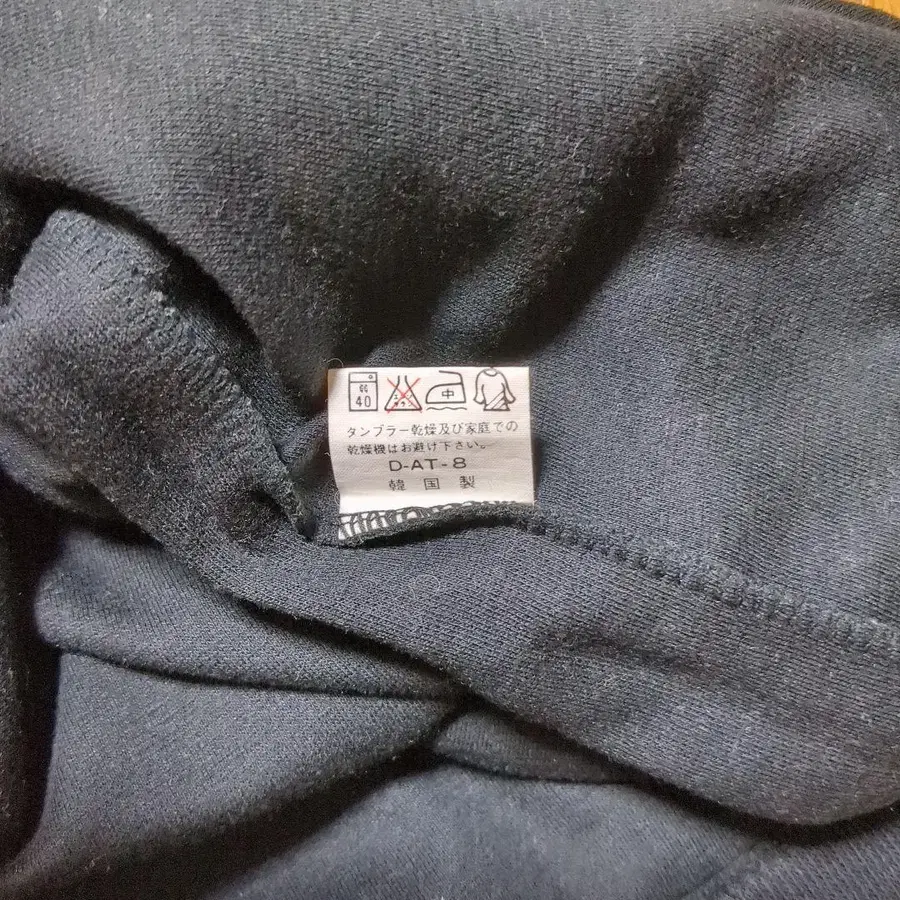 弱 40 中
タンブラー乾燥及び家庭での
乾燥機はお避け下さい。
D-AT-8
韓国製